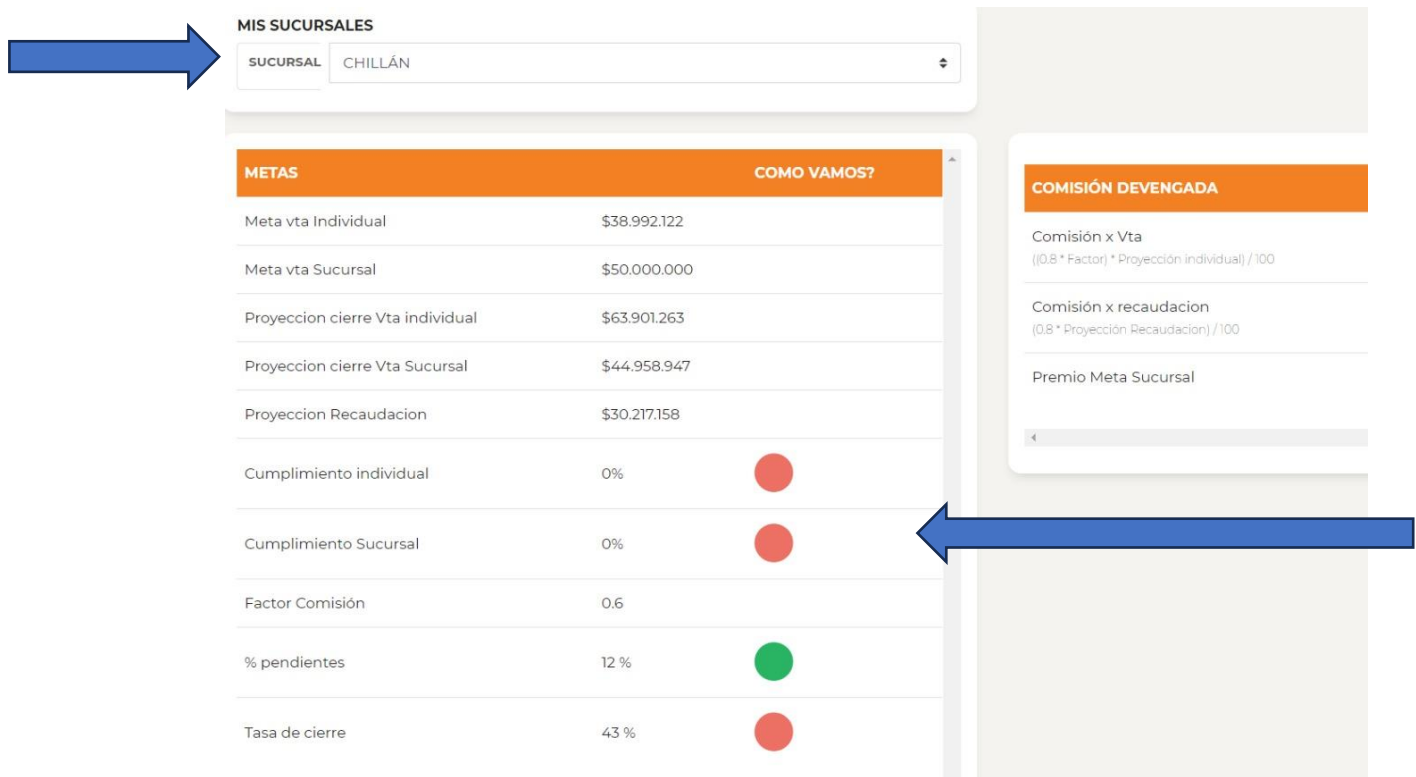 MIS SUCURSALES
SUCURSAL CHILLÁN
METAS COMO VAMOS?
Meta vta Individual $38.992.122
Meta vta Sucursal $50.000.000
Proyeccion cierre Vta individual $63.901.263
Proyeccion cierre Vta Sucursal $44.958.947
Proyeccion Recaudacion $30.217.158
Cumplimiento individual 0%
Cumplimiento Sucursal 0%
Factor Comisión 0.6
% pendientes 12 %
Tasa de cierre 43 %
COMISIÓN DEVENGADA
Comisión x Vta
((0.8 * Factor) * Proyección individual) / 100
Comisión x recaudacion
(0.8 * Proyección Recaudacion) / 100
Premio Meta Sucursal